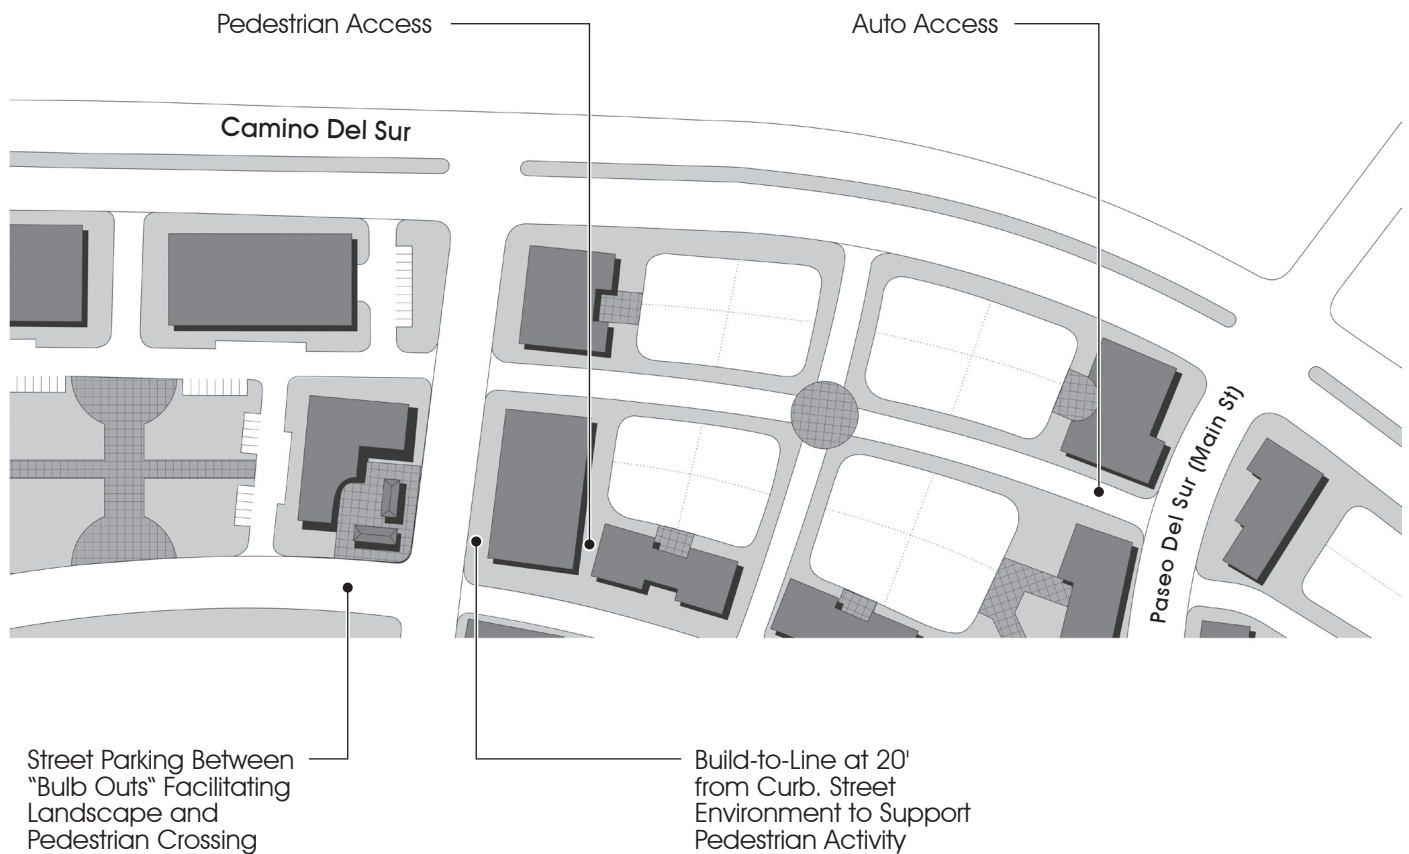 Pedestrian Access
Auto Access
Camino Del Sur
Paseo Del Sur (Main St)
Street Parking Between
"Bulb Outs" Facilitating
Landscape and
Pedestrian Crossing
Build-to-Line at 20'
from Curb. Street
Environment to Support
Pedestrian Activity